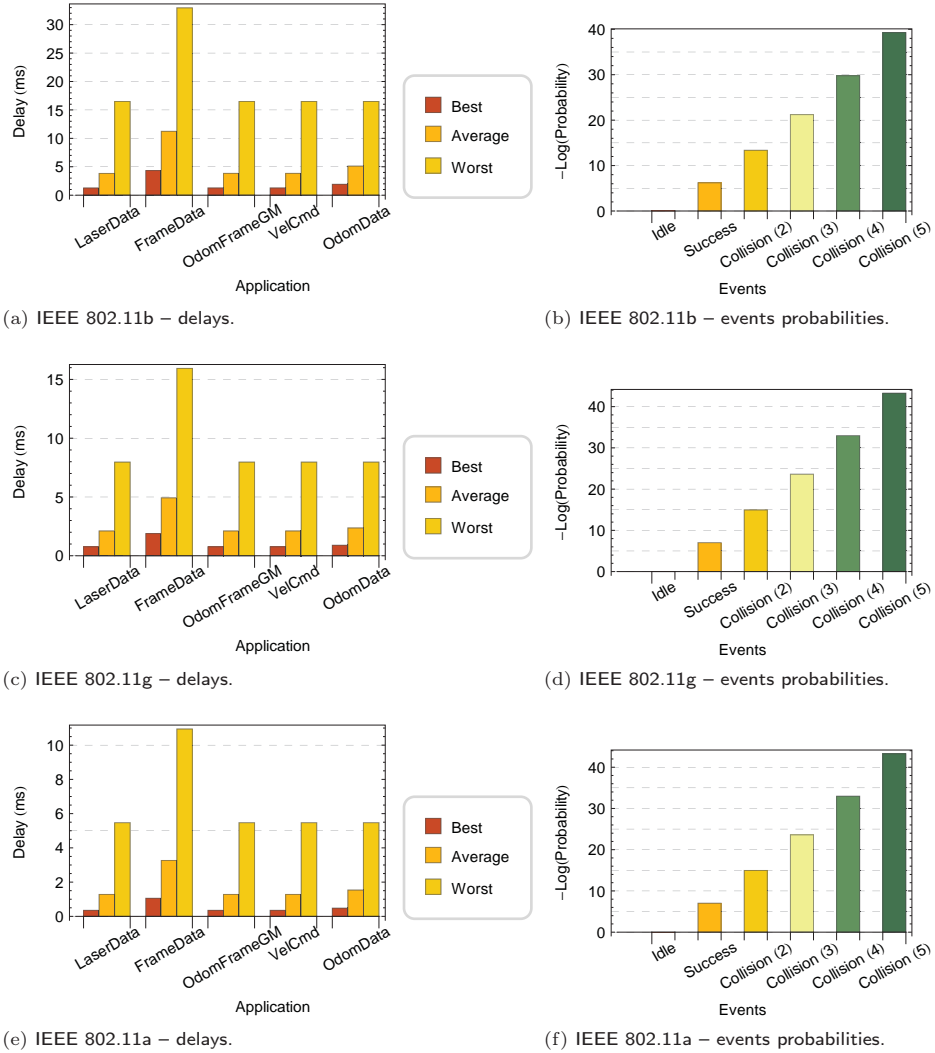 Delay (ms)
30
25
20
15
10
5
0
LaserData
FrameData
OdomFrameGM
VelCmd
OdomData
Application
Best
Average
Worst
(a) IEEE 802.11b – delays.
−Log(Probability)
40
30
20
10
0
Idle
Success
Collision (2)
Collision (3)
Collision (4)
Collision (5)
Events
(b) IEEE 802.11b – events probabilities.
Delay (ms)
15
10
5
0
LaserData
FrameData
OdomFrameGM
VelCmd
OdomData
Application
Best
Average
Worst
(c) IEEE 802.11g – delays.
−Log(Probability)
40
30
20
10
0
Idle
Success
Collision (2)
Collision (3)
Collision (4)
Collision (5)
Events
(d) IEEE 802.11g – events probabilities.
Delay (ms)
10
8
6
4
2
0
LaserData
FrameData
OdomFrameGM
VelCmd
OdomData
Application
Best
Average
Worst
(e) IEEE 802.11a – delays.
−Log(Probability)
40
30
20
10
0
Idle
Success
Collision (2)
Collision (3)
Collision (4)
Collision (5)
Events
(f) IEEE 802.11a – events probabilities.